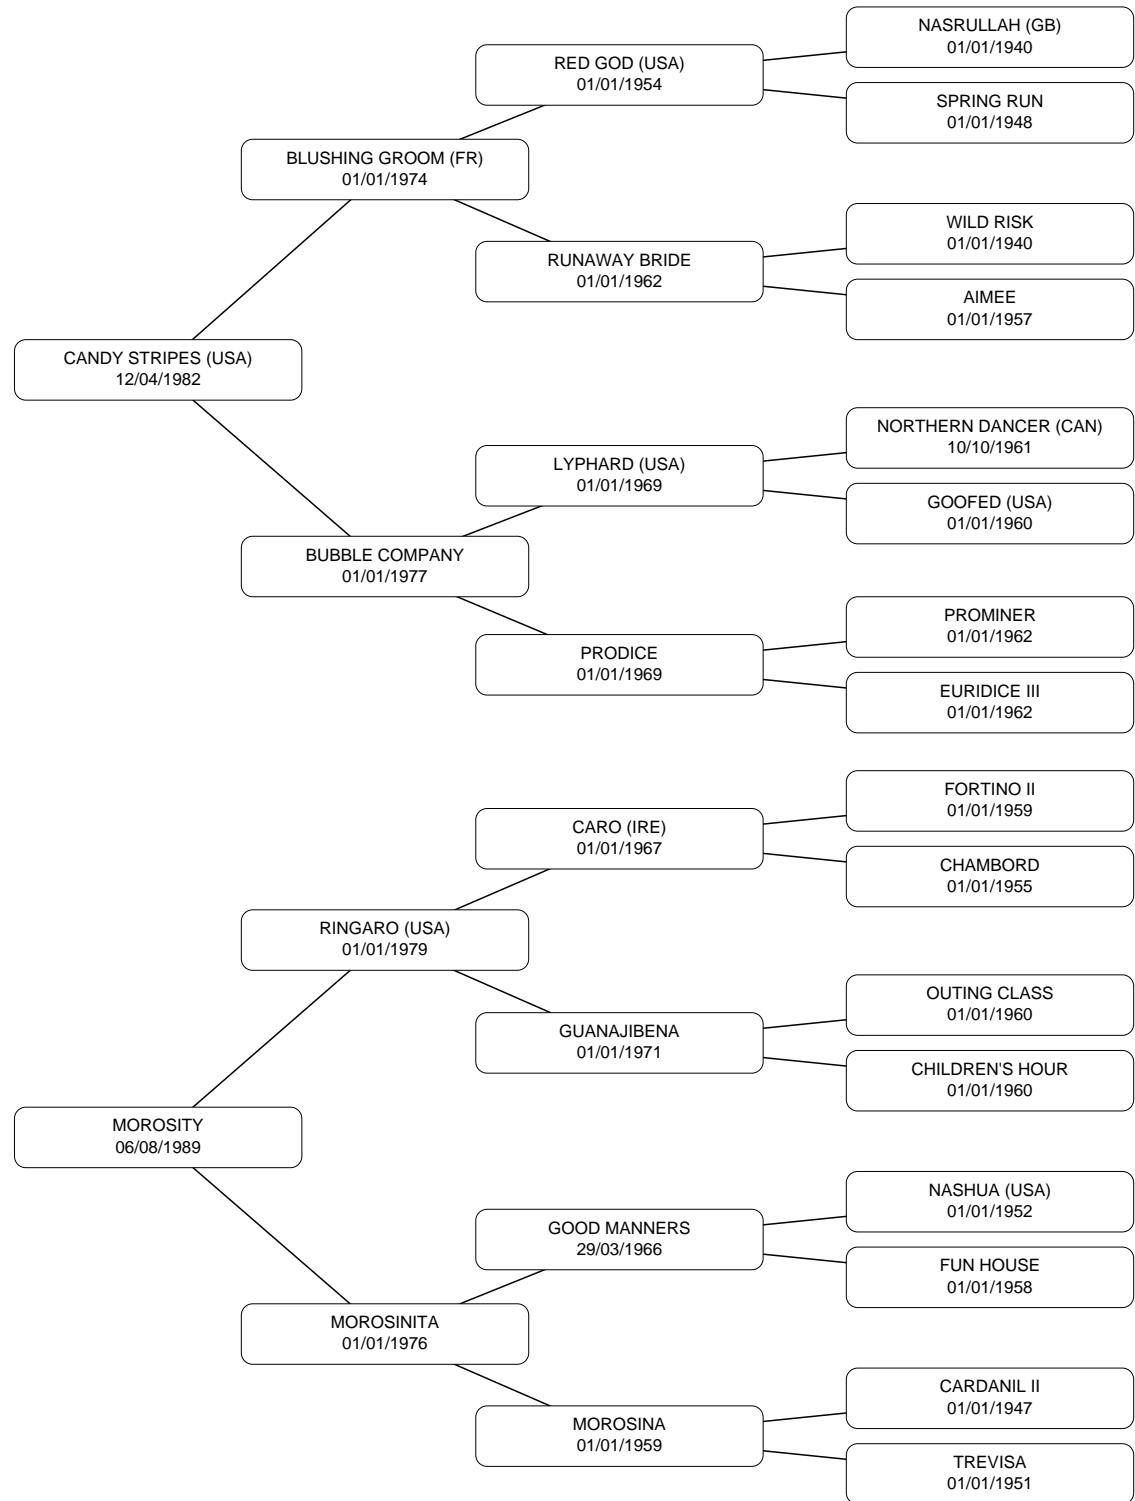 NASRULLAH (GB)
01/01/1940
RED GOD (USA)
01/01/1954
SPRING RUN
01/01/1948
BLUSHING GROOM (FR)
01/01/1974
WILD RISK
01/01/1940
RUNAWAY BRIDE
01/01/1962
AIMEE
01/01/1957
CANDY STRIPES (USA)
12/04/1982
NORTHERN DANCER (CAN)
10/10/1961
LYPHARD (USA)
01/01/1969
GOOFED (USA)
01/01/1960
BUBBLE COMPANY
01/01/1977
PROMINER
01/01/1962
PRODICE
01/01/1969
EURIDICE III
01/01/1962
FORTINO II
01/01/1959
CARO (IRE)
01/01/1967
CHAMBORD
01/01/1955
RINGARO (USA)
01/01/1979
OUTING CLASS
01/01/1960
GUANAJIBENA
01/01/1971
CHILDREN'S HOUR
01/01/1960
MOROSITY
06/08/1989
NASHUA (USA)
01/01/1952
GOOD MANNERS
29/03/1966
FUN HOUSE
01/01/1958
MOROSINITA
01/01/1976
CARDANIL II
01/01/1947
MOROSINA
01/01/1959
TREVISA
01/01/1951